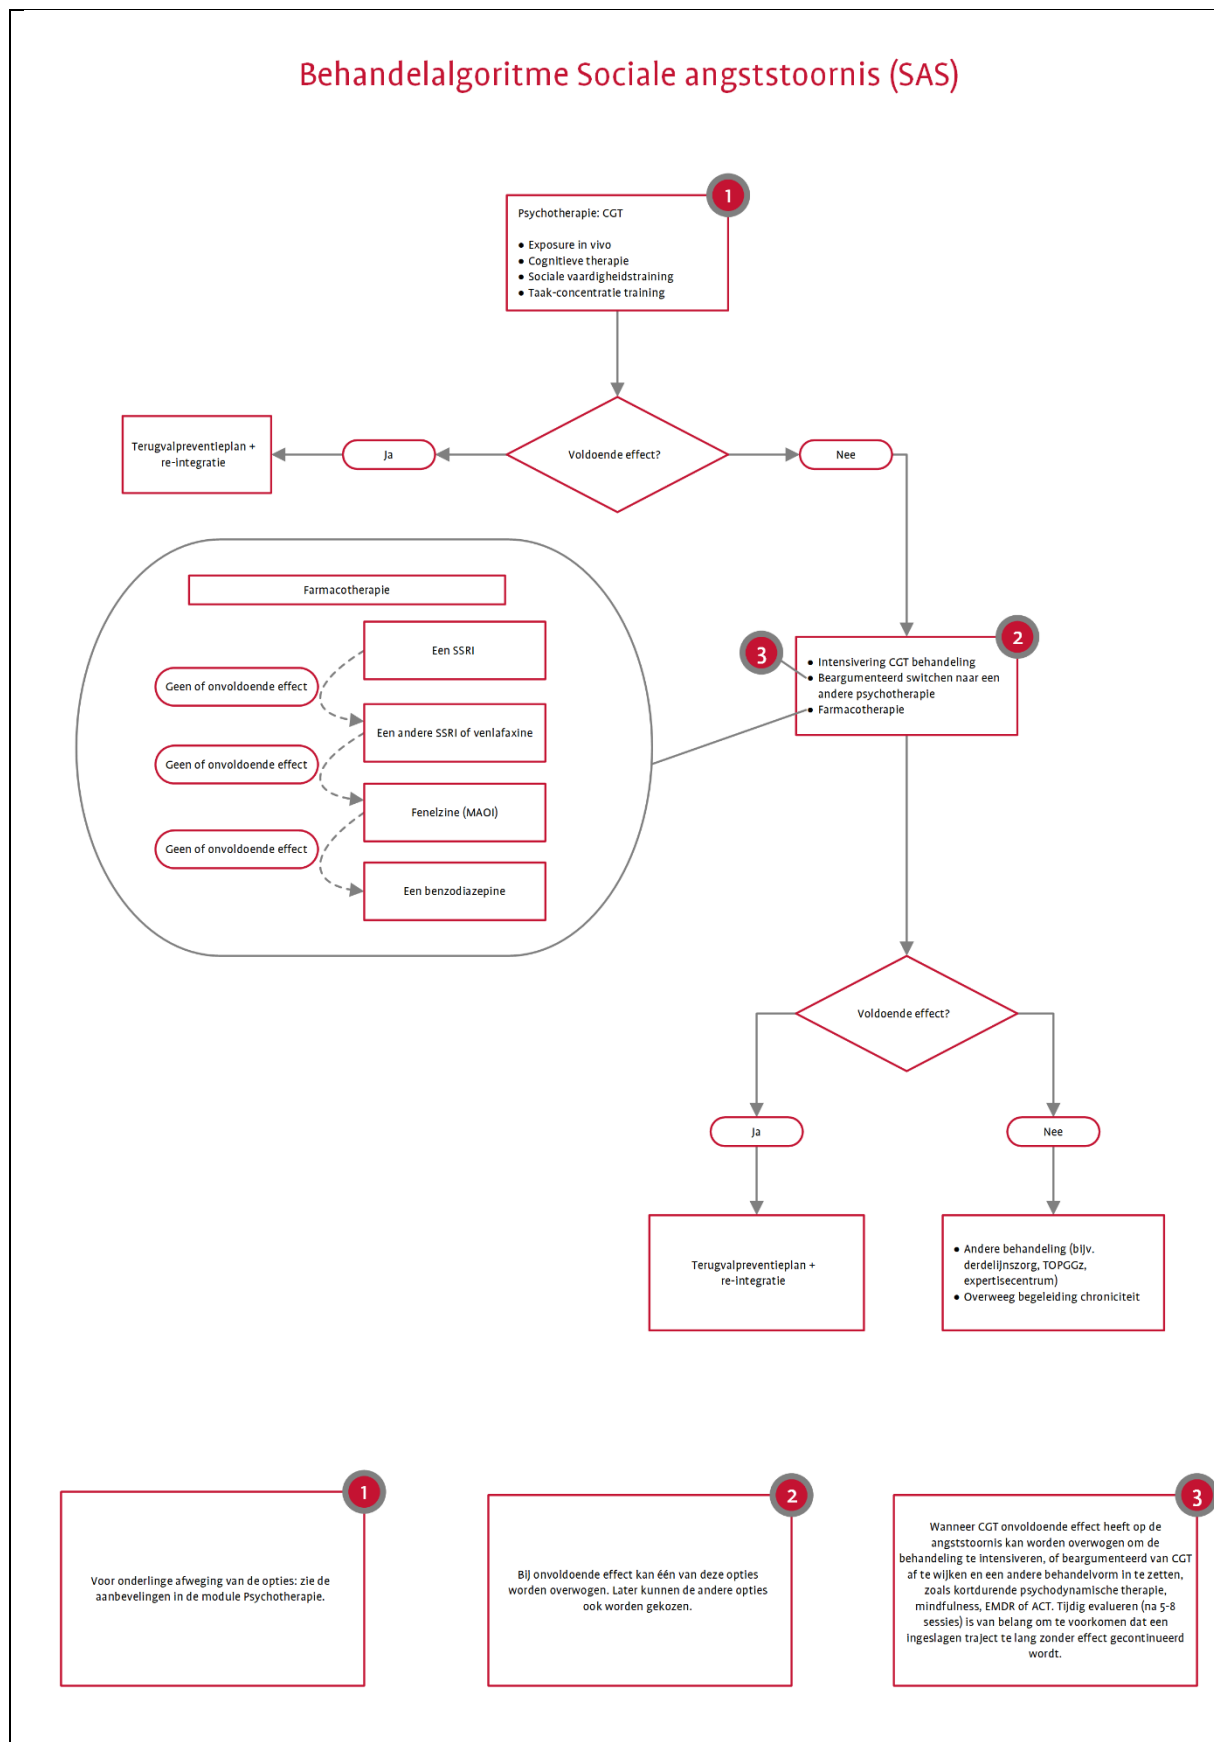 Behandelalgoritme Sociale angststoornis (SAS)
1
Psychotherapie: CGT
● Exposure in vivo
● Cognitieve therapie
● Sociale vaardigheidstraining
● Taak-concentratie training
Voldoende effect?
Ja
Terugvalpreventieplan +
re-integratie
Nee
Farmacotherapie
Een SSRI
Geen of onvoldoende effect
Een andere SSRI of venlafaxine
Geen of onvoldoende effect
Fenelzine (MAOI)
Geen of onvoldoende effect
Een benzodiazepine
2
3
● Intensivering CGT behandeling
● Beargumenteerd switchen naar een
andere psychotherapie
● Farmacotherapie
Voldoende effect?
Ja
Nee
Terugvalpreventieplan +
re-integratie
● Andere behandeling (bijv.
derdelijnszorg, TOPGGz,
expertisecentrum)
● Overweeg begeleiding chroniciteit
1
Voor onderlinge afweging van de opties: zie de
aanbevelingen in de module Psychotherapie.
2
Bij onvoldoende effect kan één van deze opties
worden overwogen. Later kunnen de andere opties
ook worden gekozen.
3
Wanneer CGT onvoldoende effect heeft op de
angststoornis kan worden overwogen om de
behandeling te intensiveren, of beargumenteerd van CGT
af te wijken en een andere behandelvorm in te zetten,
zoals kortdurende psychodynamische therapie,
mindfulness, EMDR of ACT. Tijdig evalueren (na 5-8
sessies) is van belang om te voorkomen dat een
ingeslagen traject te lang zonder effect gecontinueerd
wordt.